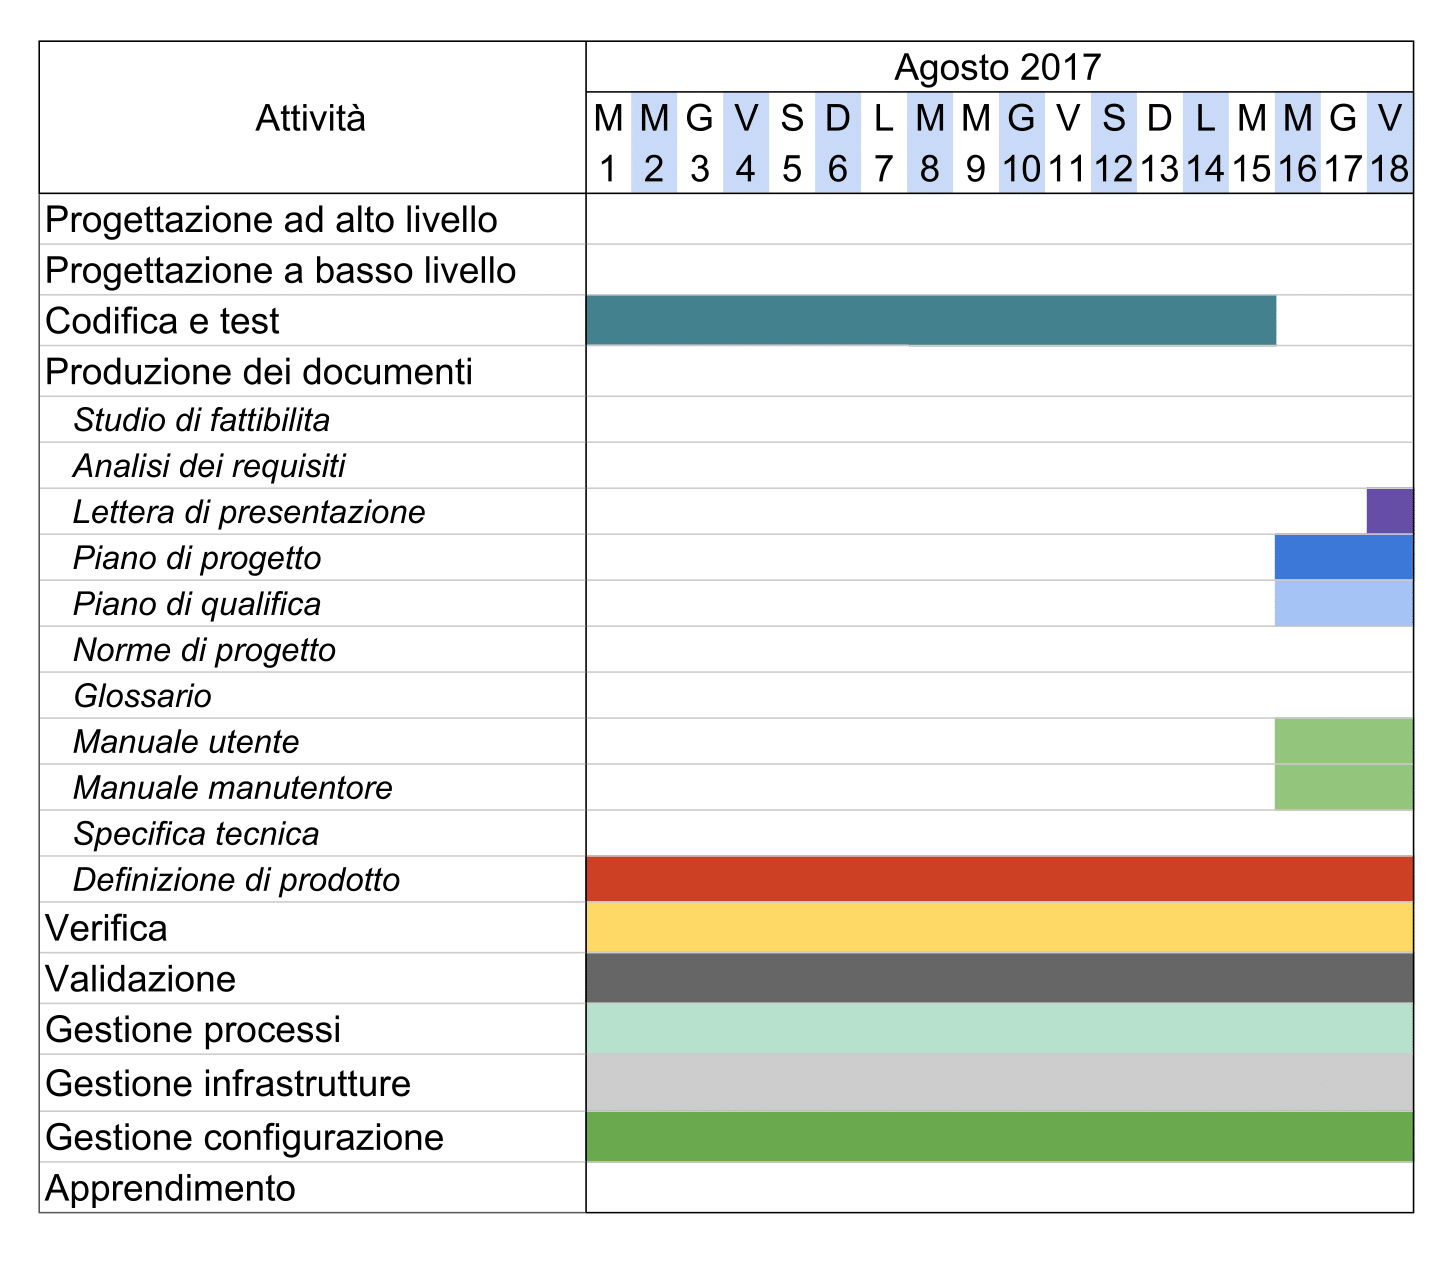 Agosto 2017
Attività
M M G V S D L M M G V S D L M M G V
1 2 3 4 5 6 7 8 9 10 11 12 13 14 15 16 17 18
Progettazione ad alto livello
Progettazione a basso livello
Codifica e test
Produzione dei documenti
Studio di fattibilita
Analisi dei requisiti
Lettera di presentazione
Piano di progetto
Piano di qualifica
Norme di progetto
Glossario
Manuale utente
Manuale manutentore
Specifica tecnica
Definizione di prodotto
Verifica
Validazione
Gestione processi
Gestione infrastrutture
Gestione configurazione
Apprendimento